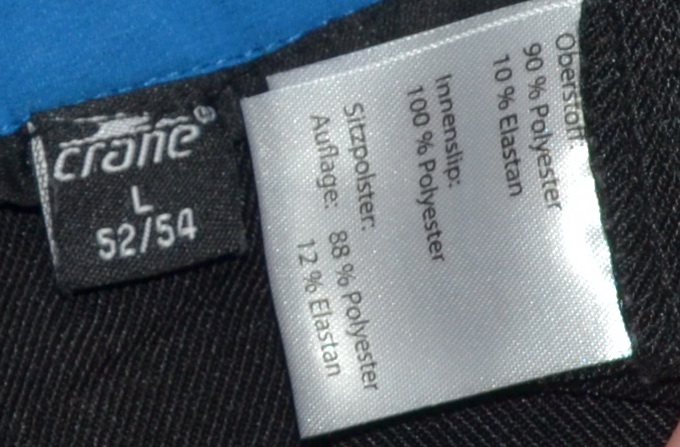 crane®
L
52/54
Oberstoff:
90 % Polyester
10 % Elastan
Innenslip:
100 % Polyester
Sitzpolster:
Auflage: 88 % Polyester
12 % Elastan